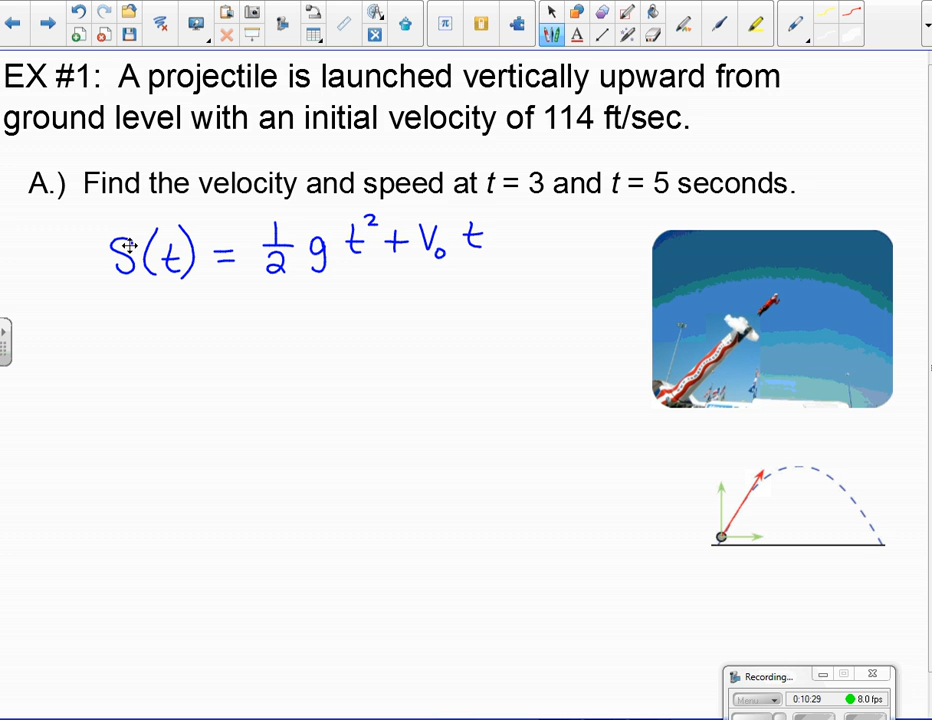 EX #1: A projectile is launched vertically upward from
ground level with an initial velocity of 114 ft/sec.
A.) Find the velocity and speed at t = 3 and t = 5 seconds.
S(t) = 1/2 g t² + V₀ t
Recording...
Menu
0:10:29
8.0 fps